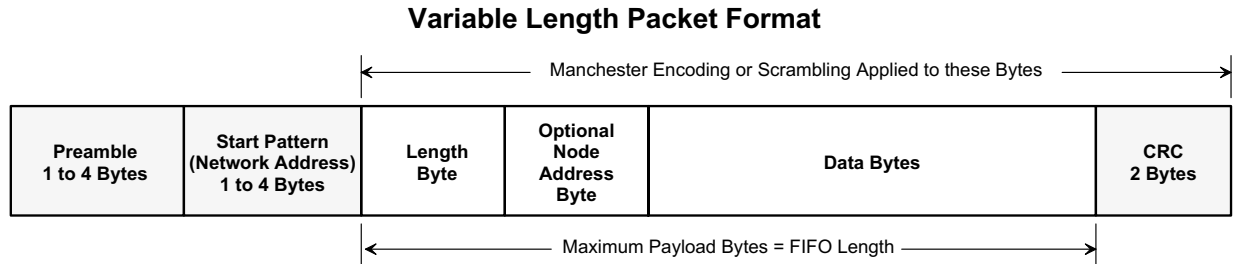 Variable Length Packet Format
Manchester Encoding or Scrambling Applied to these Bytes
Preamble
1 to 4 Bytes
Start Pattern
(Network Address)
1 to 4 Bytes
Length
Byte
Optional
Node
Address
Byte
Data Bytes
CRC
2 Bytes
Maximum Payload Bytes = FIFO Length